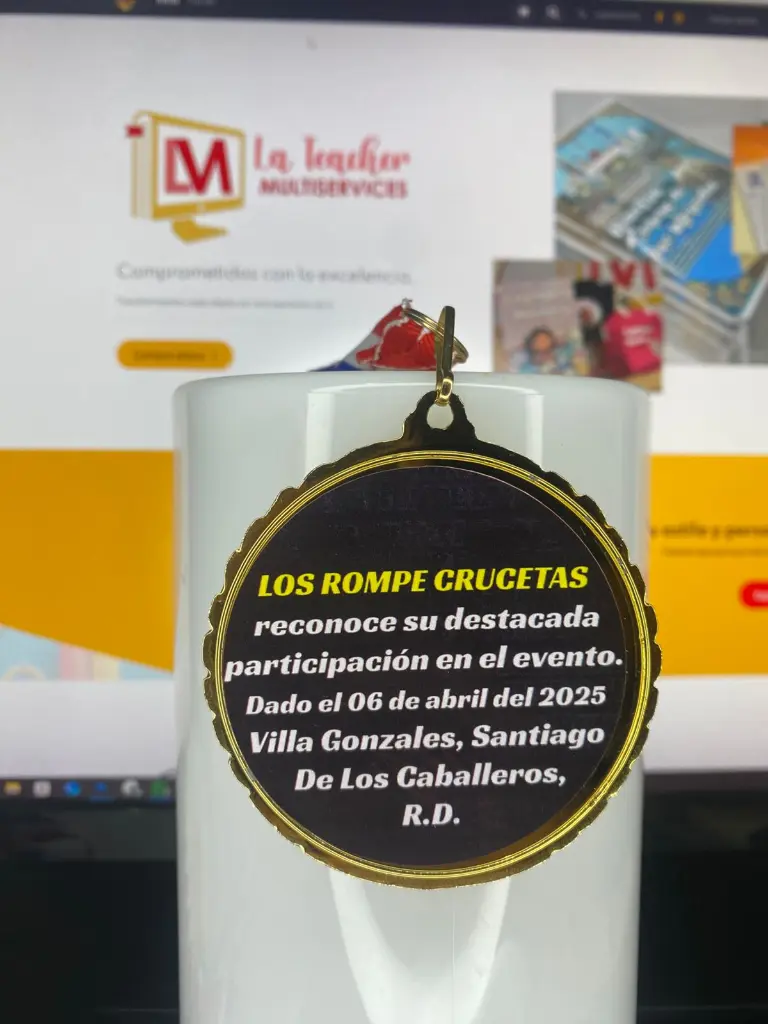 LM
La Teacher
MULTISERVICES
Comprometidos con la excelencia.
LOS ROMPE CRUCETAS
reconoce su destacada
participación en el evento.
Dado el 06 de abril del 2025
Villa Gonzales, Santiago
De Los Caballeros,
R.D.